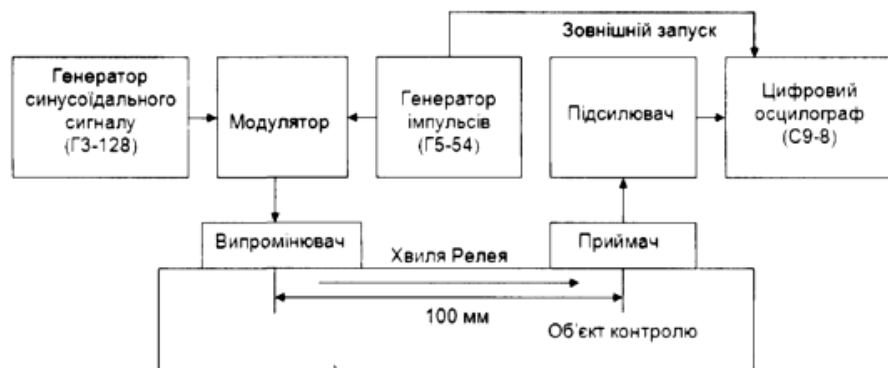 Зовнішній запуск
Генератор
синусоїдального
сигналу
(Г3-128)
Модулятор
Генератор
імпульсів
(Г5-54)
Підсилювач
Цифровий
осцилограф
(С9-8)
Випромінювач
Хвиля Релея
Приймач
100 мм
Об'єкт контролю